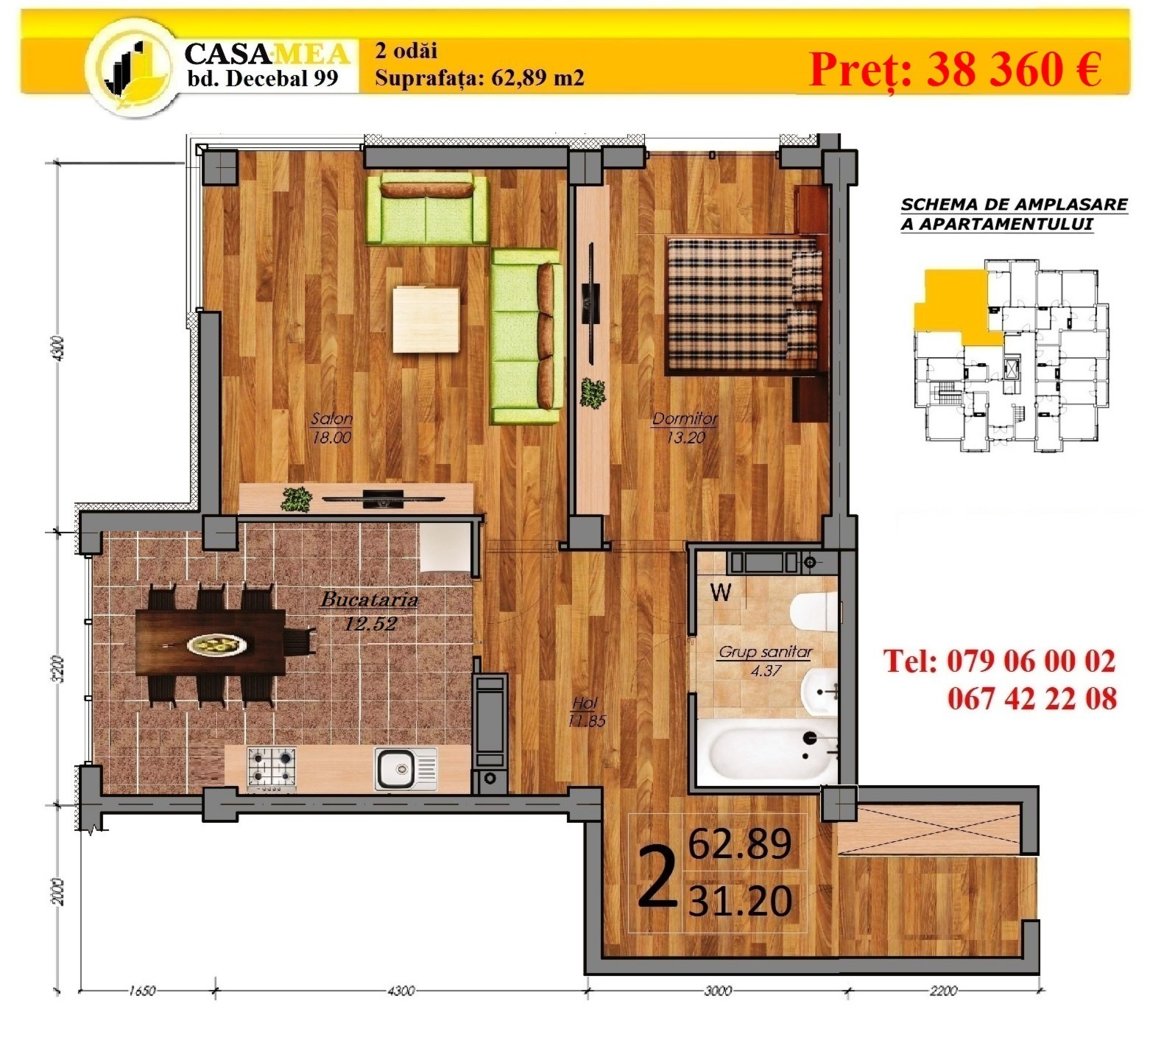 CASA MEA
bd. Decebal 99
2 odăi
Suprafața: 62,89 m2
Preț: 38 360 €
SCHEMA DE AMPLASARE
A APARTAMENTULUI
4300
Salon
18.00
Dormitor
13.20
Bucataria
12.52
W
Grup sanitar
4.37
3200
Hol
11.85
Tel: 079 06 00 02
067 42 22 08
2
62.89
31.20
2000
1650
4300
3000
2200